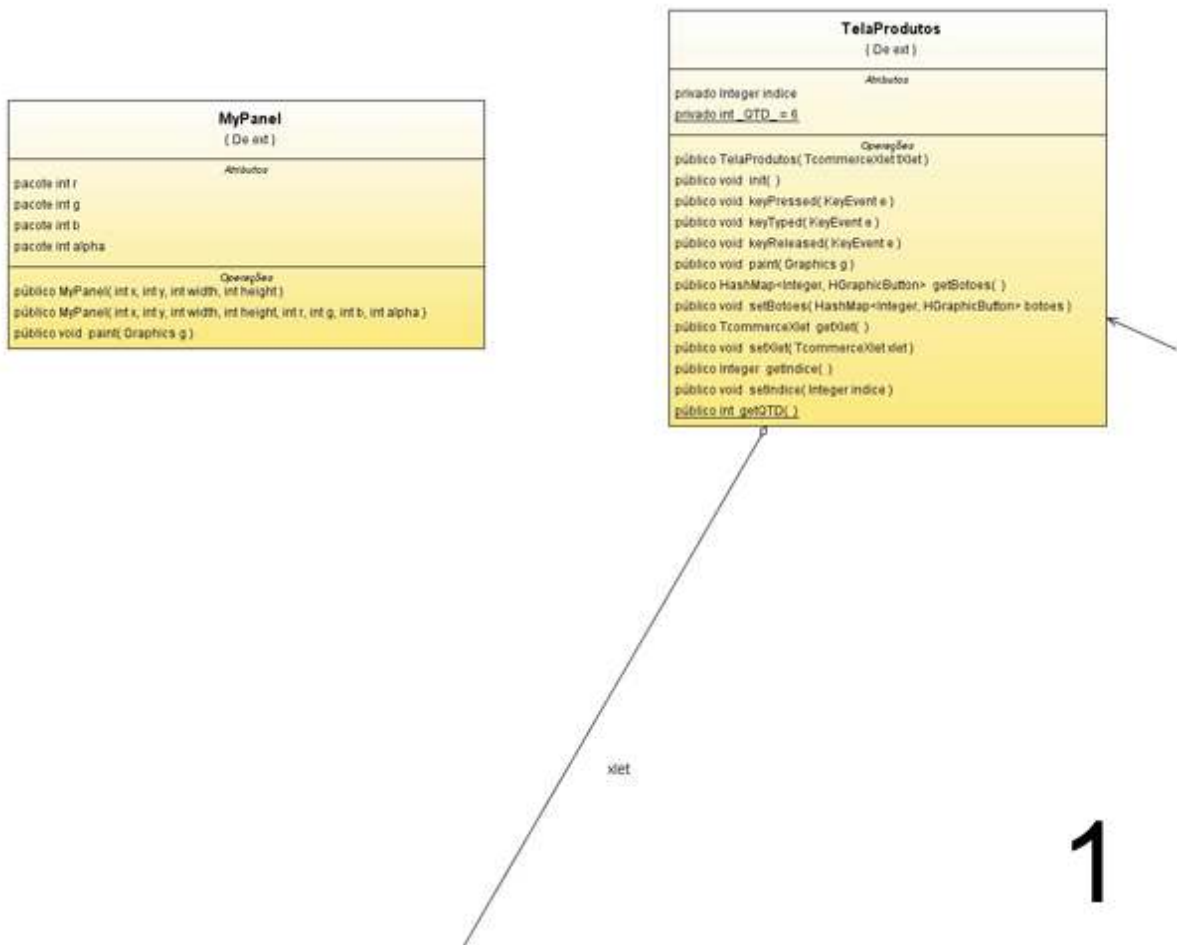 MyPanel
( De ext )
Atributos
pacote int r
pacote int g
pacote int b
pacote int alpha
Operações
público MyPanel( int x, int y, int width, int height )
público MyPanel( int x, int y, int width, int height, int r, int g, int b, int alpha )
público void paint( Graphics g )
TelaProdutos
( De ext )
Atributos
privado Integer indice
privado int _QTD_ = 6
Operações
público TelaProdutos( TcommerceXlet tXlet )
público void init( )
público void keyPressed( KeyEvent e )
público void keyTyped( KeyEvent e )
público void keyReleased( KeyEvent e )
público void paint( Graphics g )
público HashMap<Integer, HGraphicButton> getBotoes( )
público void setBotoes( HashMap<Integer, HGraphicButton> botoes )
público TcommerceXlet getXlet( )
público void setXlet( TcommerceXlet xlet )
público Integer getIndice( )
público void setIndice( Integer indice )
público int getQTD( )
xlet
1